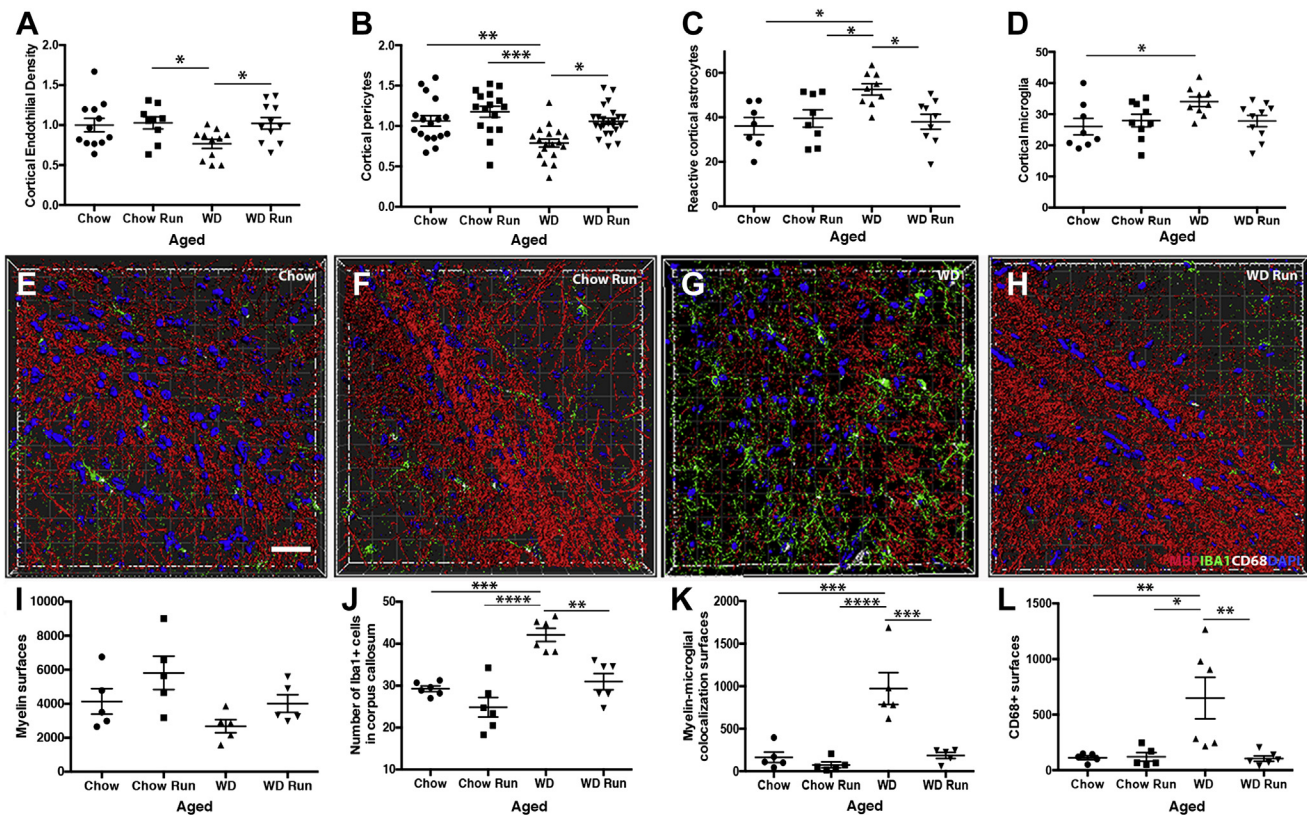 A
B
C
D
Cortical Endothilial Density
2.0
1.5
1.0
0.5
0.0
*
*
Chow
Chow Run
WD
WD Run
Aged
Cortical pericytes
2.0
1.5
1.0
0.5
0.0
**
***
*
Chow
Chow Run
WD
WD Run
Aged
Reactive cortical astrocytes
60
40
20
0
*
*
*
Chow
Chow Run
WD
WD Run
Aged
Cortical microglia
50
40
30
20
10
0
*
Chow
Chow Run
WD
WD Run
Aged
E
Chow
F
Chow Run
G
WD
H
WD Run
MBPIBA1CD68DAPI
I
J
K
L
Myelin surfaces
10000
8000
6000
4000
2000
0
Chow
Chow Run
WD
WD Run
Aged
Number of Iba1+ cells
in corpus callosum
50
40
30
20
10
***
****
**
Chow
Chow Run
WD
WD Run
Aged
Myelin-microglial
colocalization surfaces
2000
1500
1000
500
0
***
****
***
Chow
Chow Run
WD
WD Run
Aged
CD68+ surfaces
1500
1000
500
0
**
*
**
Chow
Chow Run
WD
WD Run
Aged